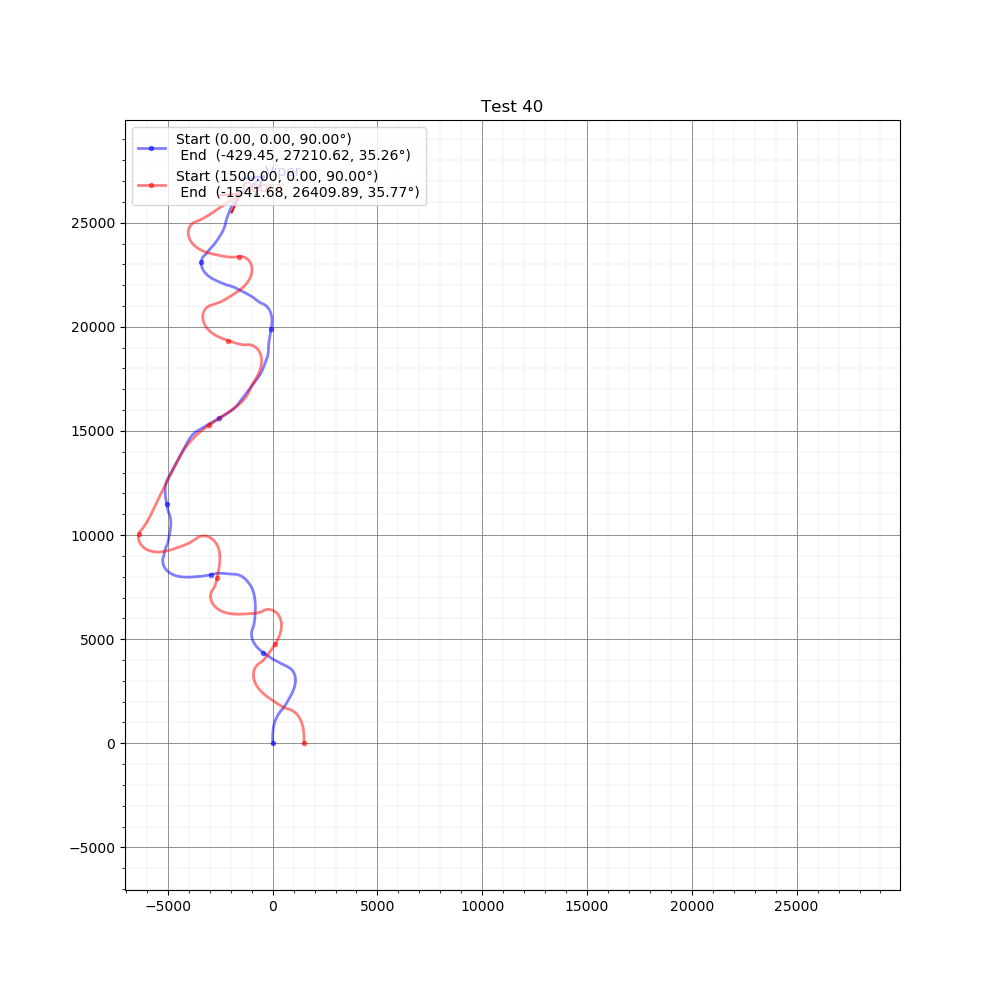 Test 40
Start (0.00, 0.00, 90.00°)
End  (-429.45, 27210.62, 35.26°)
Start (1500.00, 0.00, 90.00°)
End  (-1541.68, 26409.89, 35.77°)
Viper
25000
20000
15000
10000
5000
0
−5000
−5000 0 5000 10000 15000 20000 25000